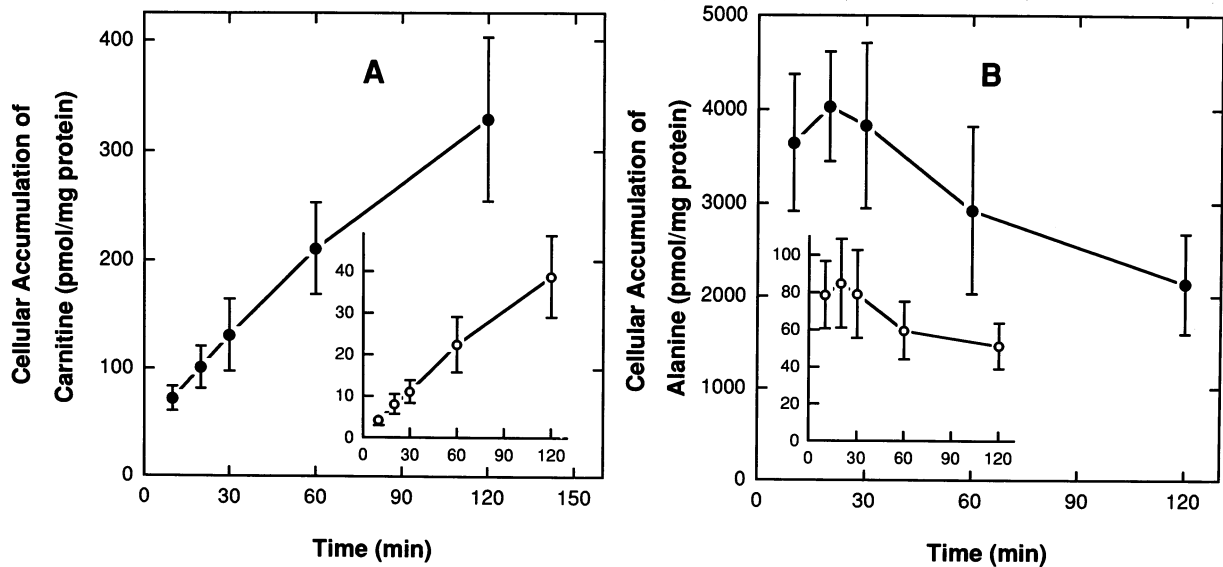 A
Cellular Accumulation of
Carnitine (pmol/mg protein)
400
300
200
100
0
0 30 60 90 120 150
Time (min)
40
30
20
10
0
0 30 60 90 120
B
Cellular Accumulation of
Alanine (pmol/mg protein)
5000
4000
3000
2000
1000
0
0 30 60 90 120
Time (min)
100
80
60
40
20
0
0 30 60 90 120